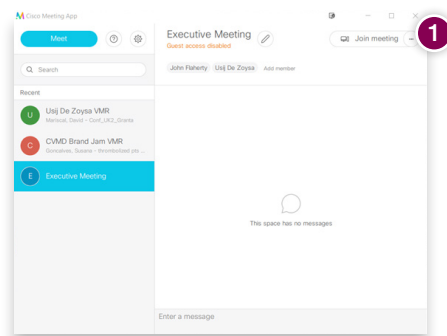 Cisco Meeting App
Meet
Search
Recent
U
Usij De Zoysa VMR
C
CVMD Brand Jam VMR
E
Executive Meeting
Executive Meeting
Guest access disabled
Join meeting
1
John Flaherty
Usij De Zoysa
Add member
This space has no messages
Enter a message